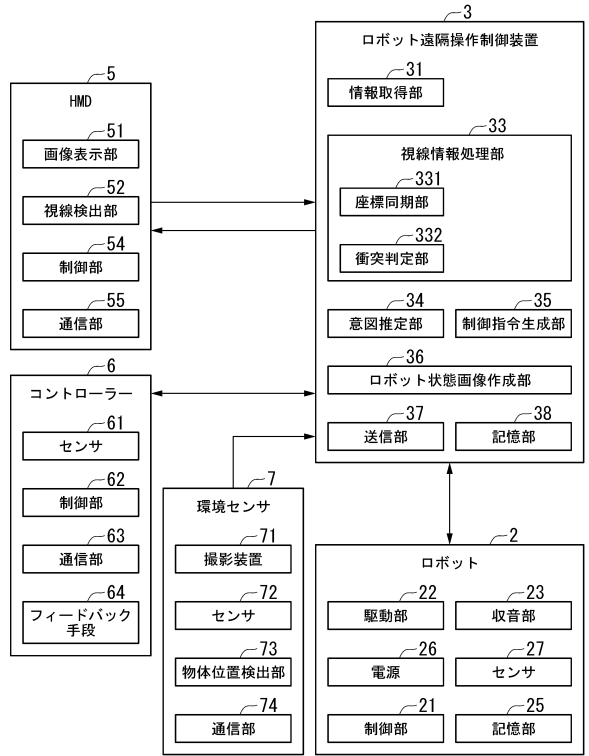 3
ロボット遠隔操作制御装置
31
情報取得部
33
視線情報処理部
331
座標同期部
332
衝突判定部
34
意図推定部
35
制御指令生成部
36
ロボット状態画像作成部
37
送信部
38
記憶部
5
HMD
51
画像表示部
52
視線検出部
54
制御部
55
通信部
6
コントローラー
61
センサ
62
制御部
63
通信部
64
フィードバック
手段
7
環境センサ
71
撮影装置
72
センサ
73
物体位置検出部
74
通信部
2
ロボット
22
駆動部
23
収音部
26
電源
27
センサ
21
制御部
25
記憶部